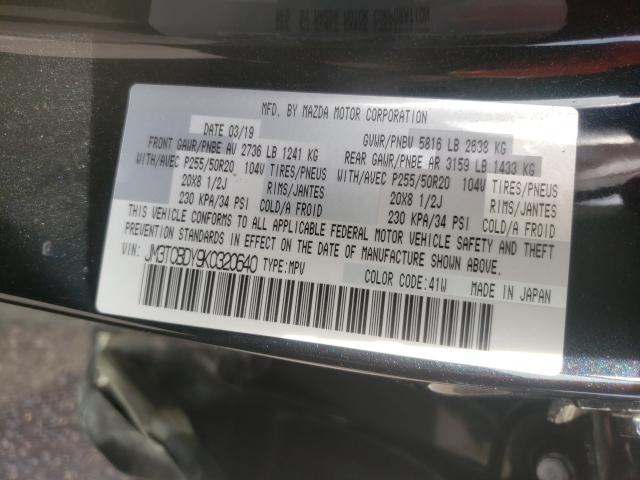 MFD. BY MAZDA MOTOR CORPORATION
DATE 03/19
GVWR/PNBV 5816 LB 2638 KG
FRONT GAWR/PNBE AV 2736 LB 1241 KG
REAR GAWR/PNBE AR 3159 LB 1433 KG
WITH/AVEC P255/50R20 104V TIRES/PNEUS
WITH/AVEC P255/50R20 104V TIRES/PNEUS
20X8 1/2J RIMS/JANTES
20X8 1/2J RIMS/JANTES
230 KPA/34 PSI COLD/A FROID
230 KPA/34 PSI COLD/A FROID
THIS VEHICLE CONFORMS TO ALL APPLICABLE FEDERAL MOTOR VEHICLE SAFETY AND THEFT
PREVENTION STANDARDS IN EFFECT ON THE DATE OF MANUFACTURE SHOWN ABOVE.
VIN: JM3TCBDY9K0320640 TYPE:MPV
COLOR CODE:41W MADE IN JAPAN